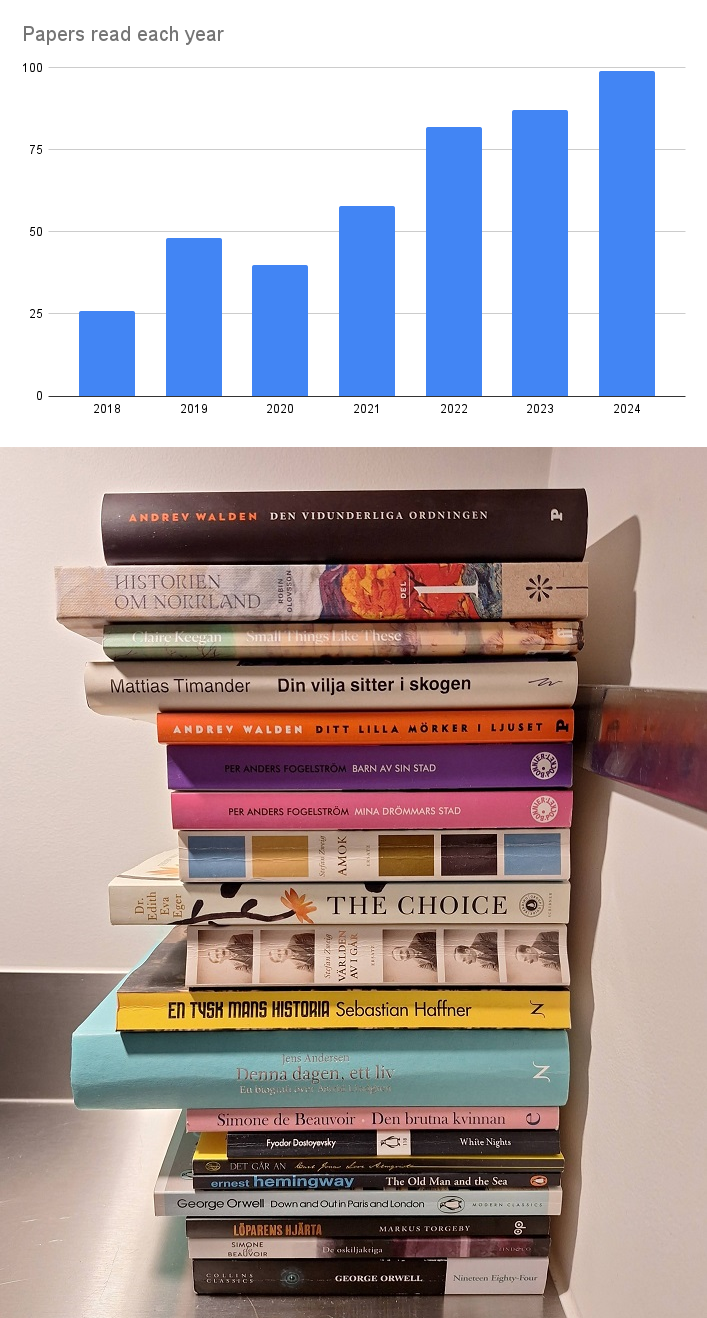 Papers read each year
100
75
50
25
0
2018 2019 2020 2021 2022 2023 2024
ANDREV WALDEN DEN VIDUNDERLIGA ORDNINGEN P
HISTORIEN OM NORRLAND ROBIN OLOVSSON DEL 1
Claire Keegan Small Things Like These
Mattias Timander Din vilja sitter i skogen
ANDREV WALDEN DITT LILLA MÖRKER I LJUSET P
PER ANDERS FOGELSTRÖM BARN AV SIN STAD BONNIER POCKET
PER ANDERS FOGELSTRÖM MINA DRÖMMARS STAD BONNIER POCKET
Stefan Zweig AMOK ERSATZ
Dr. Edith Eva Eger THE CHOICE
Stefan Zweig VÄRLDEN AV I GÅR ERSATZ
EN TYSK MANS HISTORIA Sebastian Haffner N
Jens Andersen
Denna dagen, ett liv N
En biografi över Astrid Lindgren
Simone de Beauvoir · Den brutna kvinnan e
Fyodor Dostoyevsky White Nights
DET GÅR AN Carl Jonas Love Almqvist
ernest hemingway The Old Man and the Sea
George Orwell Down and Out in Paris and London MODERN CLASSICS
LÖPARENS HJÄRTA MARKUS TORGEBY
SIMONE de BEAUVOIR De oskiljaktiga
COLLINS CLASSICS GEORGE ORWELL Nineteen Eighty-Four